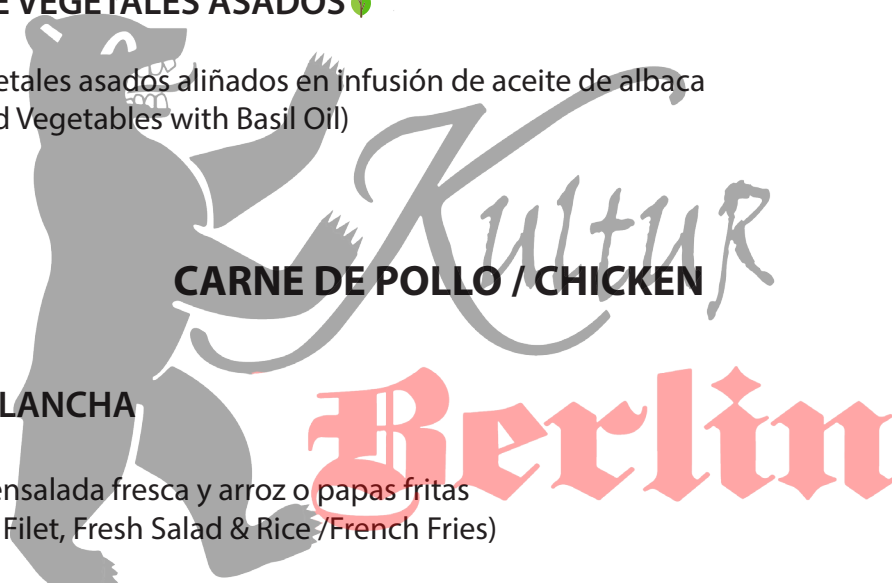 E VEGETALES ASADOS
etales asados aliñados en infusión de aceite de albaca
d Vegetables with Basil Oil)
Kultur
CARNE DE POLLO / CHICKEN
Berlin
LANCHA
ensalada fresca y arroz o papas fritas
Filet, Fresh Salad & Rice /French Fries)